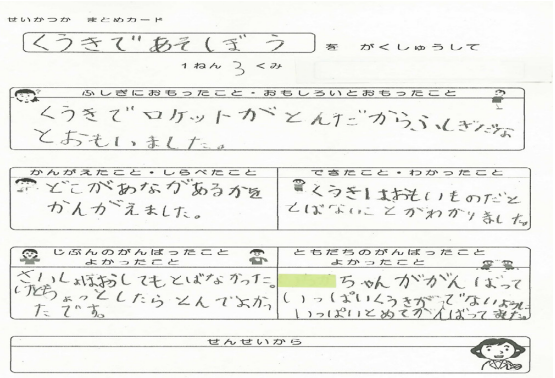 せいかつか まとめカード
くうきであそぼう を がくしゅうして
1ねん 3 くみ
ふしぎにおもったこと・おもしろいとおもったこと
くうきでロケットがとんだからふしぎだな
とおもいました。
かんがえたこと・しらべたこと
どこがあながあるかを
かんがえました。
できたこと・わかったこと
くうきはおもいものだと
とばないことがわかりました。
じぶんのがんばったこと
よかったこと
さいしょはおしてもとばなかった。
けどちょっとしたらとんでよかっ
たです。
ともだちのがんばったこと
よかったこと
ちゃんががんばって
いっぱいくうきがでないように
いっぱいとめてがんばって
せんせいから